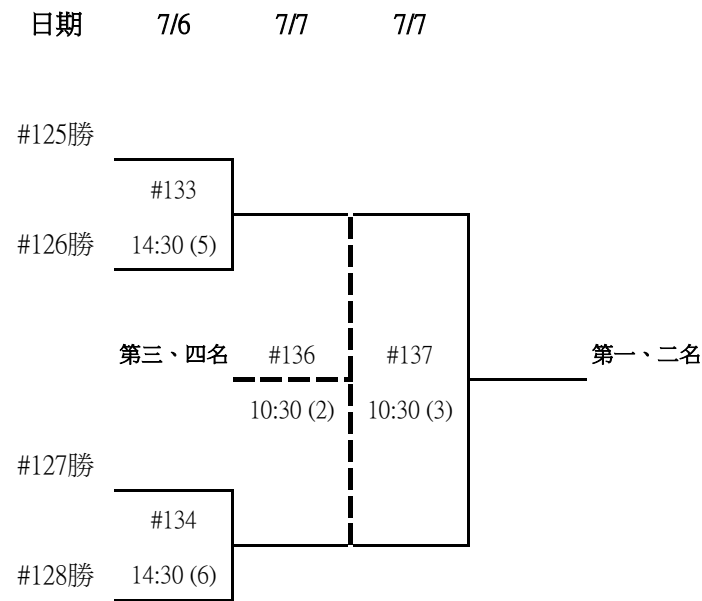 日期 7/6 7/7 7/7
#125勝
#133
#126勝 14:30 (5)
第三、四名 #136 #137 第一、二名
10:30 (2) 10:30 (3)
#127勝
#134
#128勝 14:30 (6)